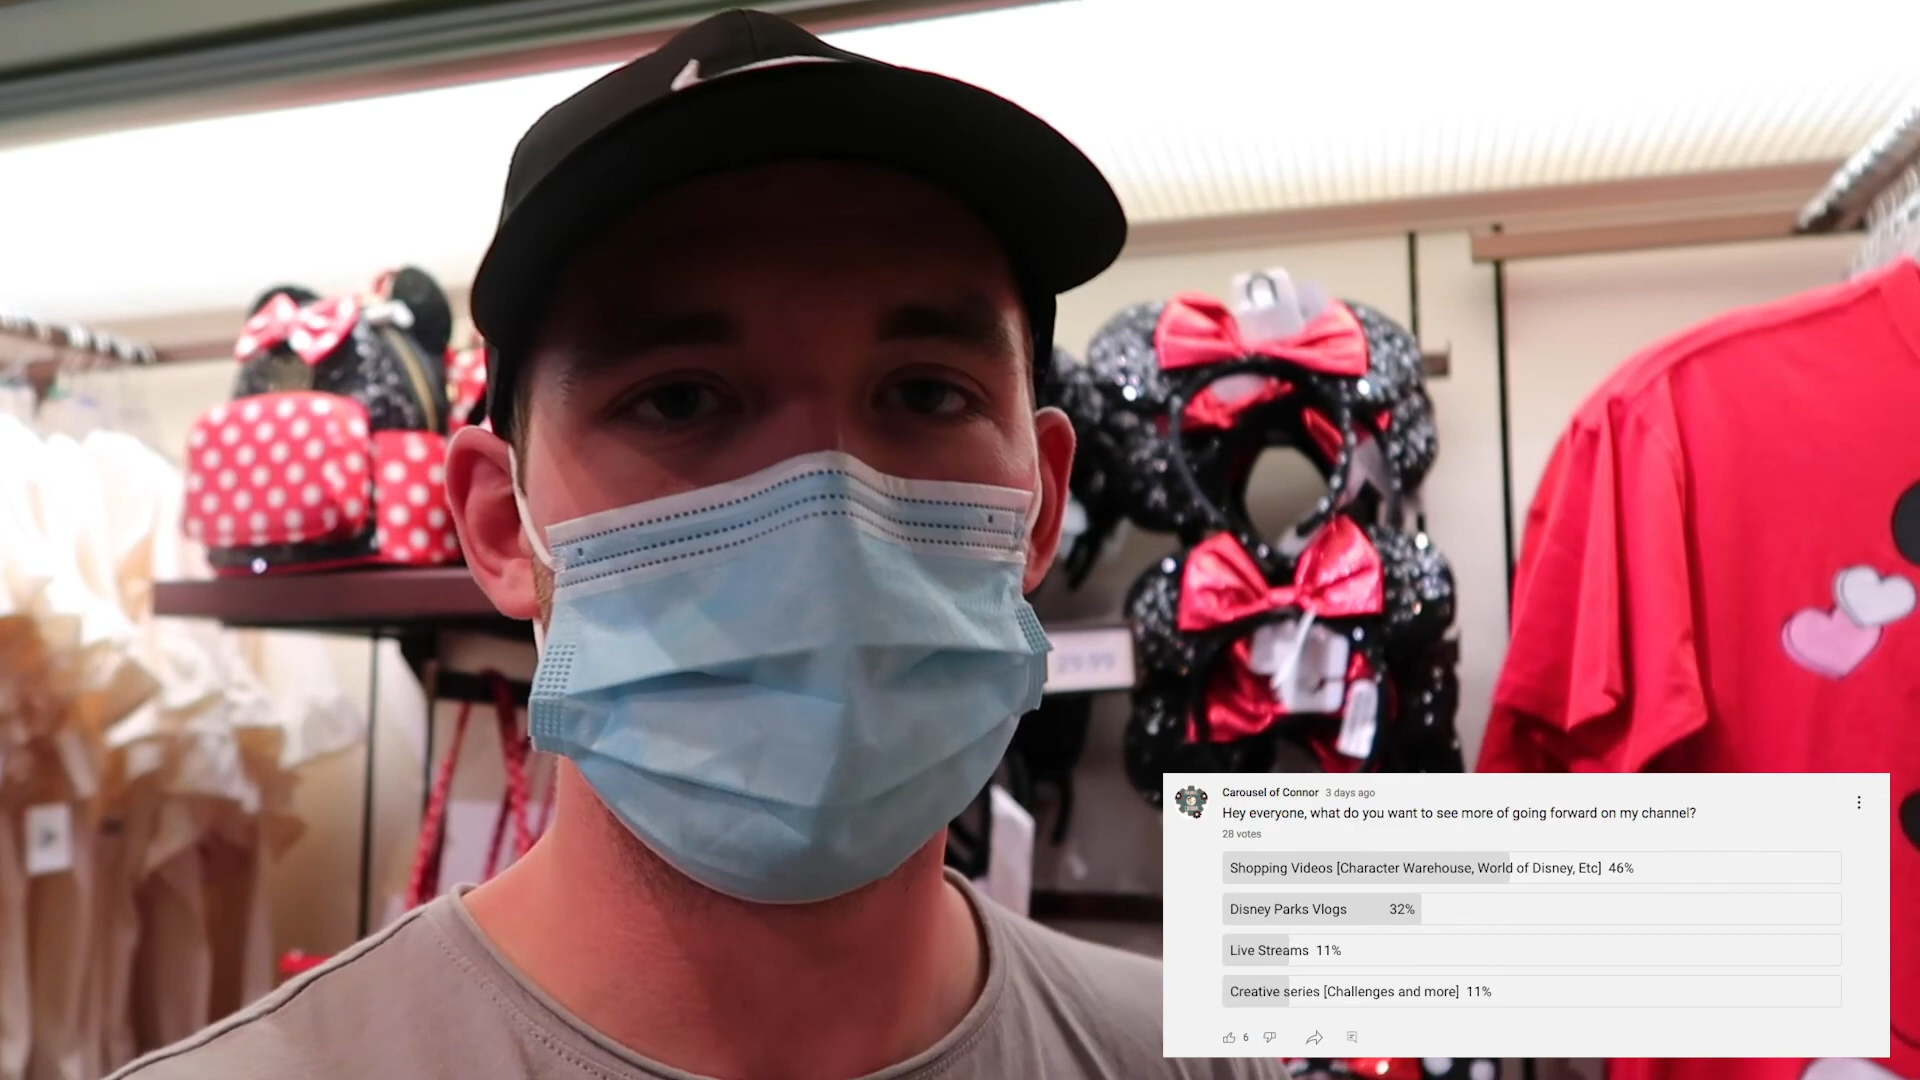 29.99
Carousel of Connor 3 days ago
Hey everyone, what do you want to see more of going forward on my channel?
28 votes
Shopping Videos [Character Warehouse, World of Disney, Etc] 46%
Disney Parks Vlogs 32%
Live Streams 11%
Creative series [Challenges and more] 11%
6